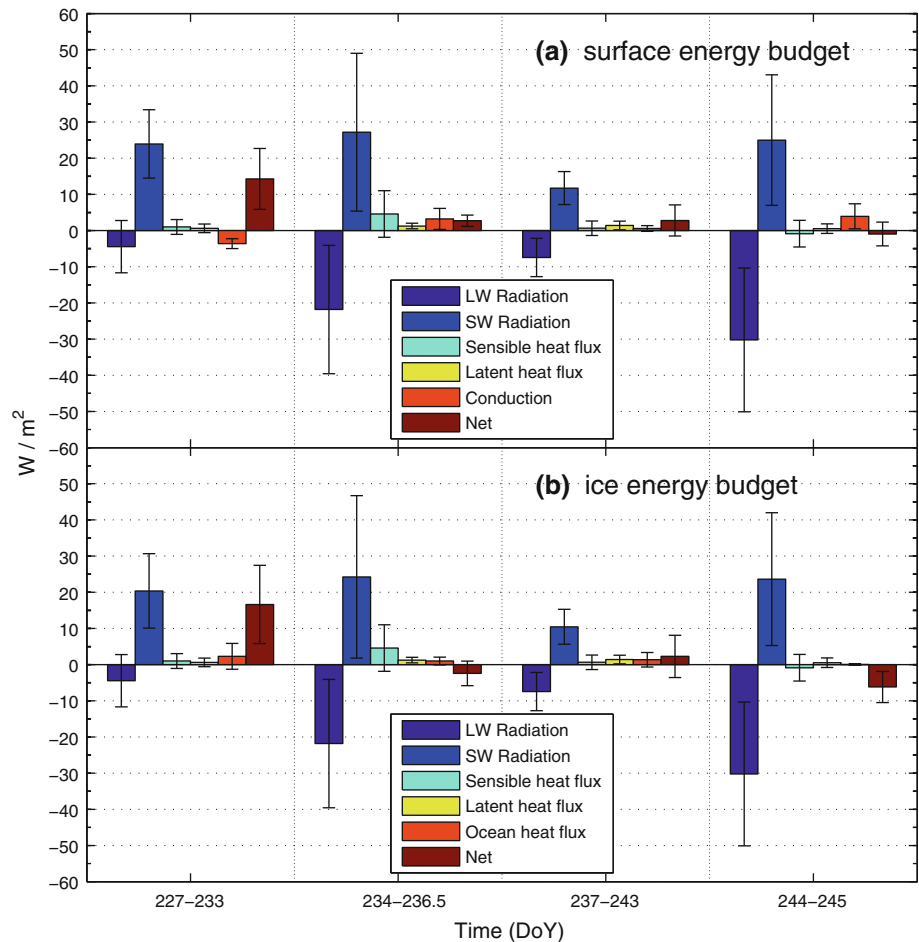 60
50
40
30
20
10
0
−10
−20
−30
−40
−50
−60
(a) surface energy budget
LW Radiation
SW Radiation
Sensible heat flux
Latent heat flux
Conduction
Net
W / m²
50
40
30
20
10
0
−10
−20
−30
−40
−50
−60
(b) ice energy budget
LW Radiation
SW Radiation
Sensible heat flux
Latent heat flux
Ocean heat flux
Net
227−233 234−236.5 237−243 244−245
Time (DoY)